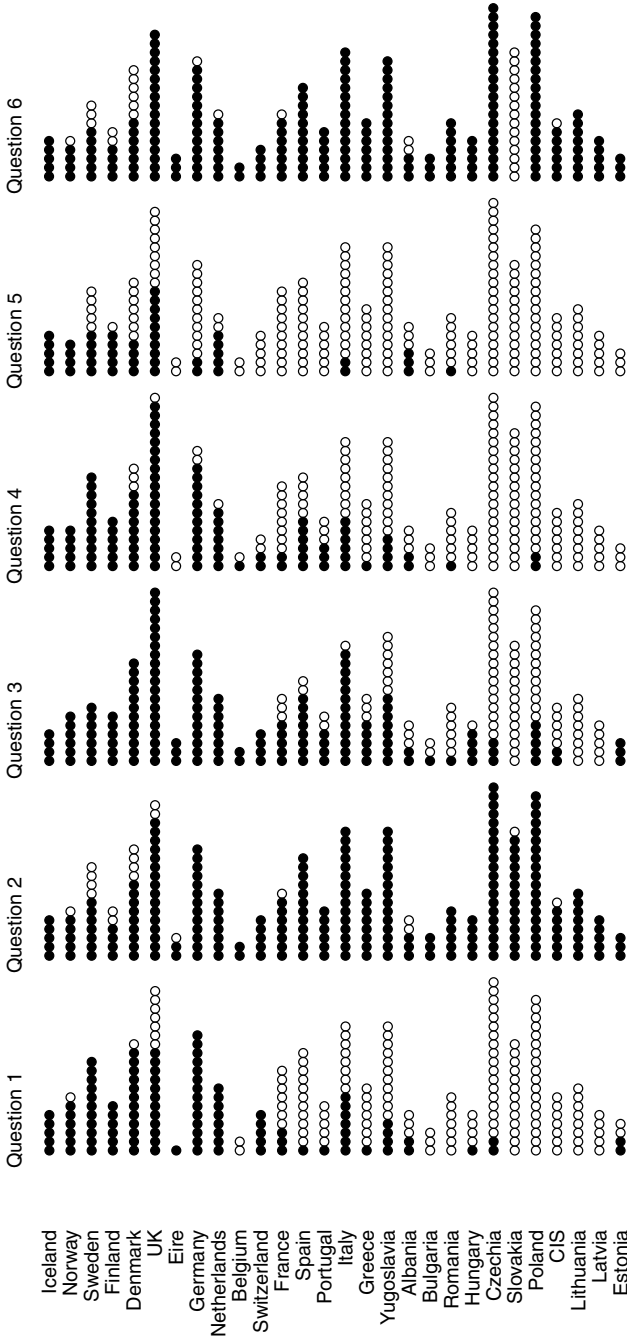 Question 1
Question 2
Question 3
Question 4
Question 5
Question 6
Iceland
Norway
Sweden
Finland
Denmark
UK
Eire
Germany
Netherlands
Belgium
Switzerland
France
Spain
Portugal
Italy
Greece
Yugoslavia
Albania
Bulgaria
Romania
Hungary
Czechia
Slovakia
Poland
CIS
Lithuania
Latvia
Estonia